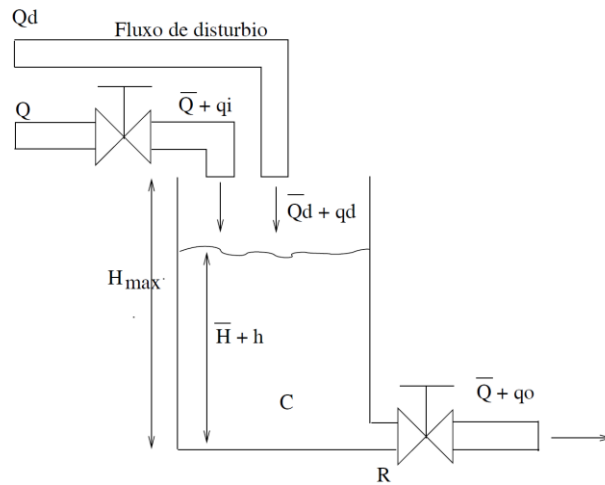 Qd
Fluxo de disturbio
Q
Q̅ + qi
Q̅d + qd
Hmax
H̅ + h
Q̅ + qo
C
R